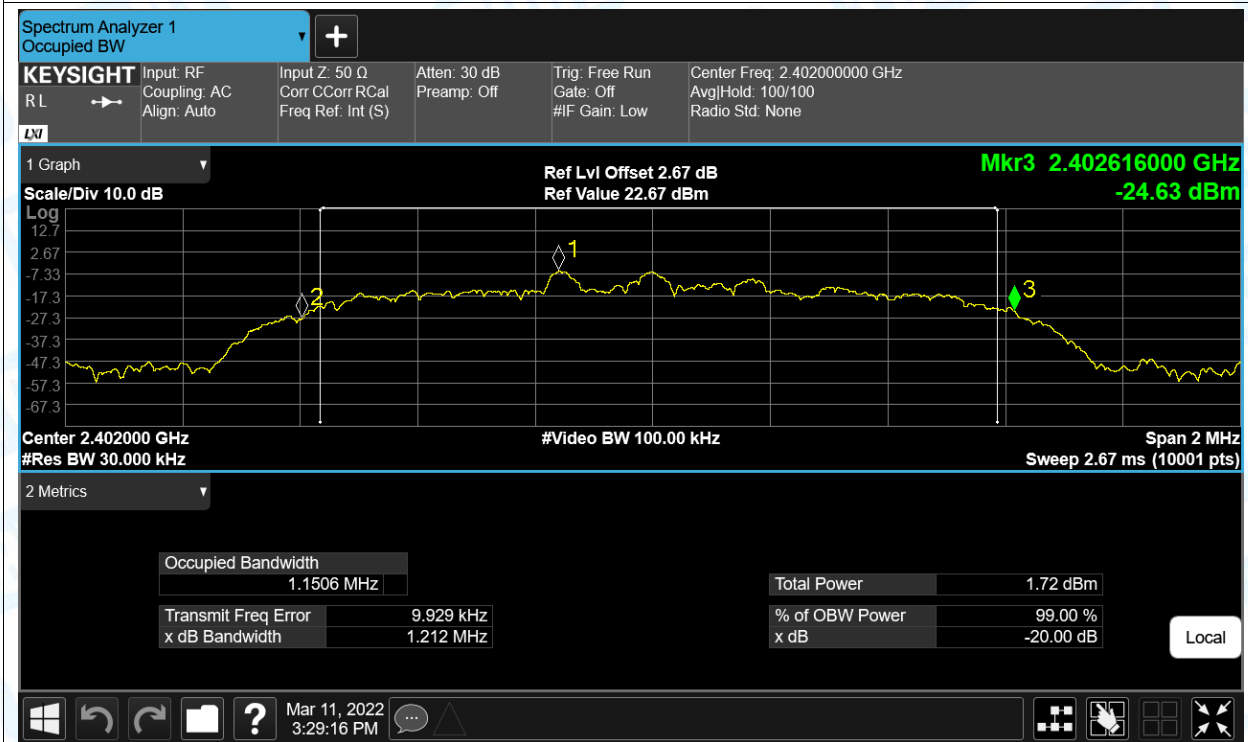 Spectrum Analyzer 1
Occupied BW
KEYSIGHT
R L
LXI
Input: RF
Coupling: AC
Align: Auto
Input Z: 50 Ω
Corr CCorr RCal
Freq Ref: Int (S)
Atten: 30 dB
Preamp: Off
Trig: Free Run
Gate: Off
#IF Gain: Low
Center Freq: 2.402000000 GHz
Avg|Hold: 100/100
Radio Std: None
1 Graph
Scale/Div 10.0 dB
Ref Lvl Offset 2.67 dB
Ref Value 22.67 dBm
Mkr3 2.402616000 GHz
-24.63 dBm
Log
12.7
2.67
-7.33
-17.3
-27.3
-37.3
-47.3
-57.3
-67.3
1
2
3
Center 2.402000 GHz
#Video BW 100.00 kHz
Span 2 MHz
#Res BW 30.000 kHz
Sweep 2.67 ms (10001 pts)
2 Metrics
Occupied Bandwidth
1.1506 MHz
Transmit Freq Error 9.929 kHz
x dB Bandwidth 1.212 MHz
Total Power 1.72 dBm
% of OBW Power 99.00 %
x dB -20.00 dB
Local
?
Mar 11, 2022
3:29:16 PM